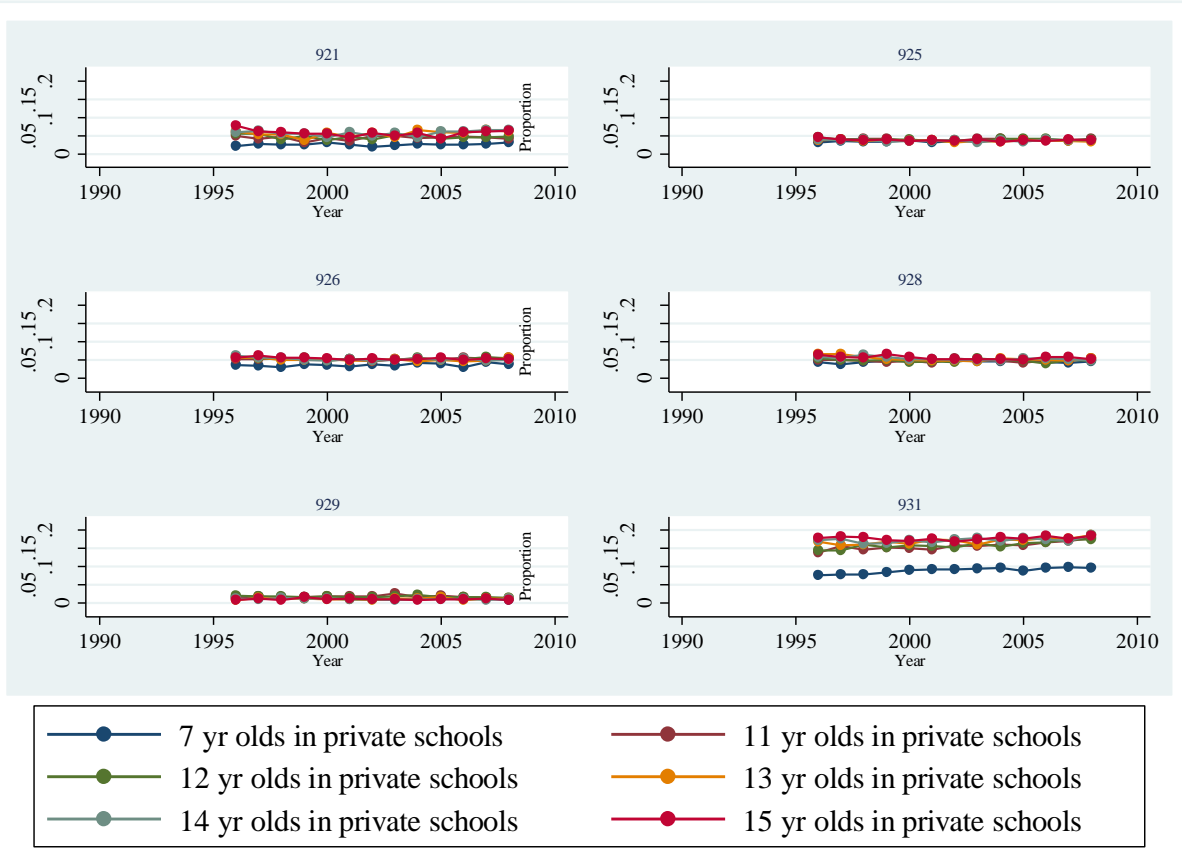 921
925
0 .05 .1 .15 .2
Proportion
0 .05 .1 .15 .2
1990 1995 2000 2005 2010
1990 1995 2000 2005 2010
Year
Year
926
928
0 .05 .1 .15 .2
Proportion
0 .05 .1 .15 .2
1990 1995 2000 2005 2010
1990 1995 2000 2005 2010
Year
Year
929
931
0 .05 .1 .15 .2
Proportion
0 .05 .1 .15 .2
1990 1995 2000 2005 2010
1990 1995 2000 2005 2010
Year
Year
7 yr olds in private schools
11 yr olds in private schools
12 yr olds in private schools
13 yr olds in private schools
14 yr olds in private schools
15 yr olds in private schools